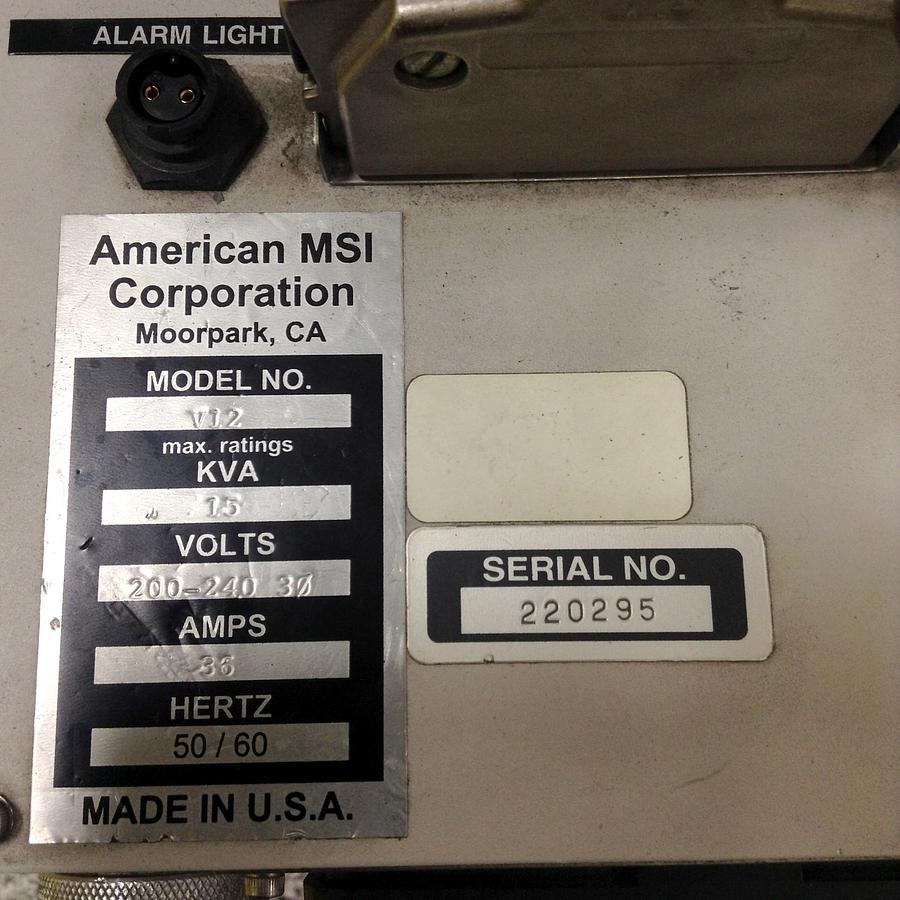 ALARM LIGHT
American MSI
Corporation
Moorpark, CA
MODEL NO.
V12
max. ratings
KVA
15
VOLTS
200-240 3Ø
AMPS
36
HERTZ
50 / 60
MADE IN U.S.A.
SERIAL NO.
220295